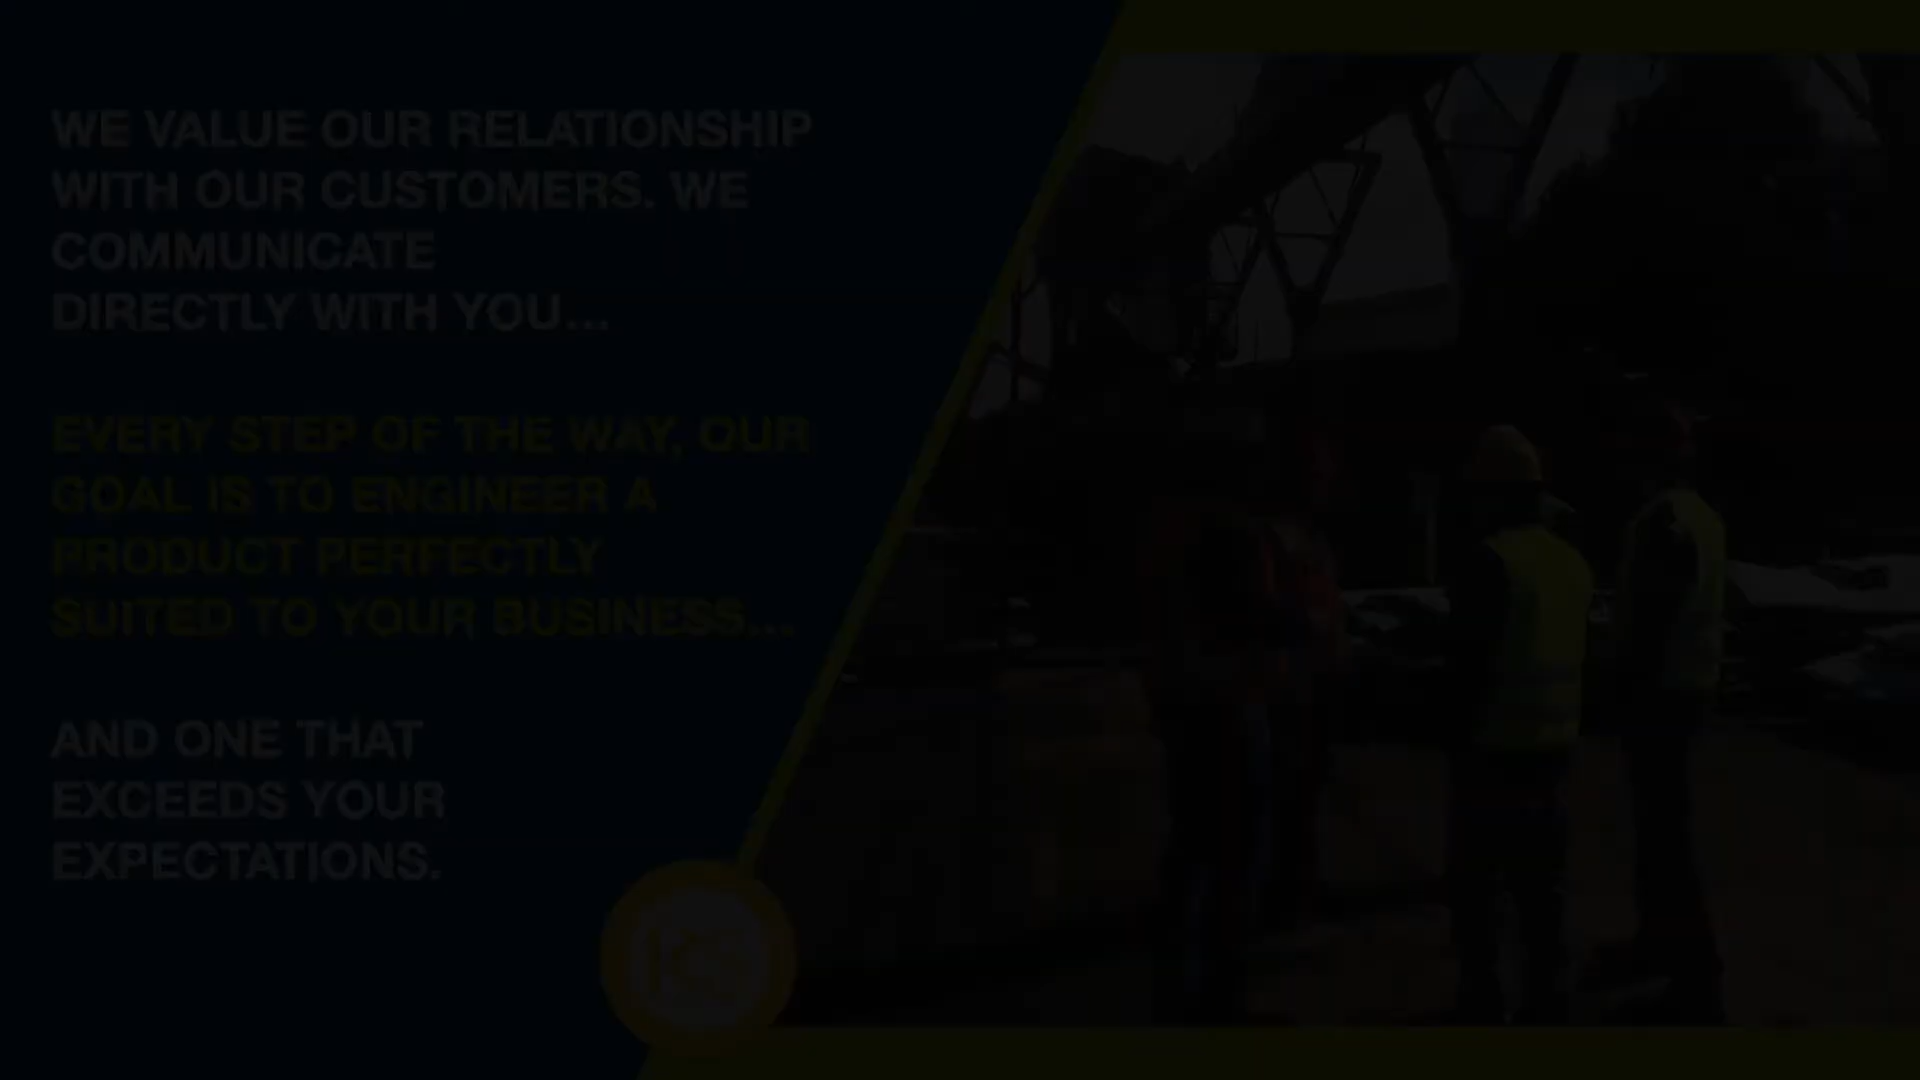 WE VALUE OUR RELATIONSHIP
WITH OUR CUSTOMERS. WE
COMMUNICATE
DIRECTLY WITH YOU...
EVERY STEP OF THE WAY, OUR
GOAL IS TO ENGINEER A
PRODUCT PERFECTLY
SUITED TO YOUR BUSINESS...
AND ONE THAT
EXCEEDS YOUR
EXPECTATIONS.